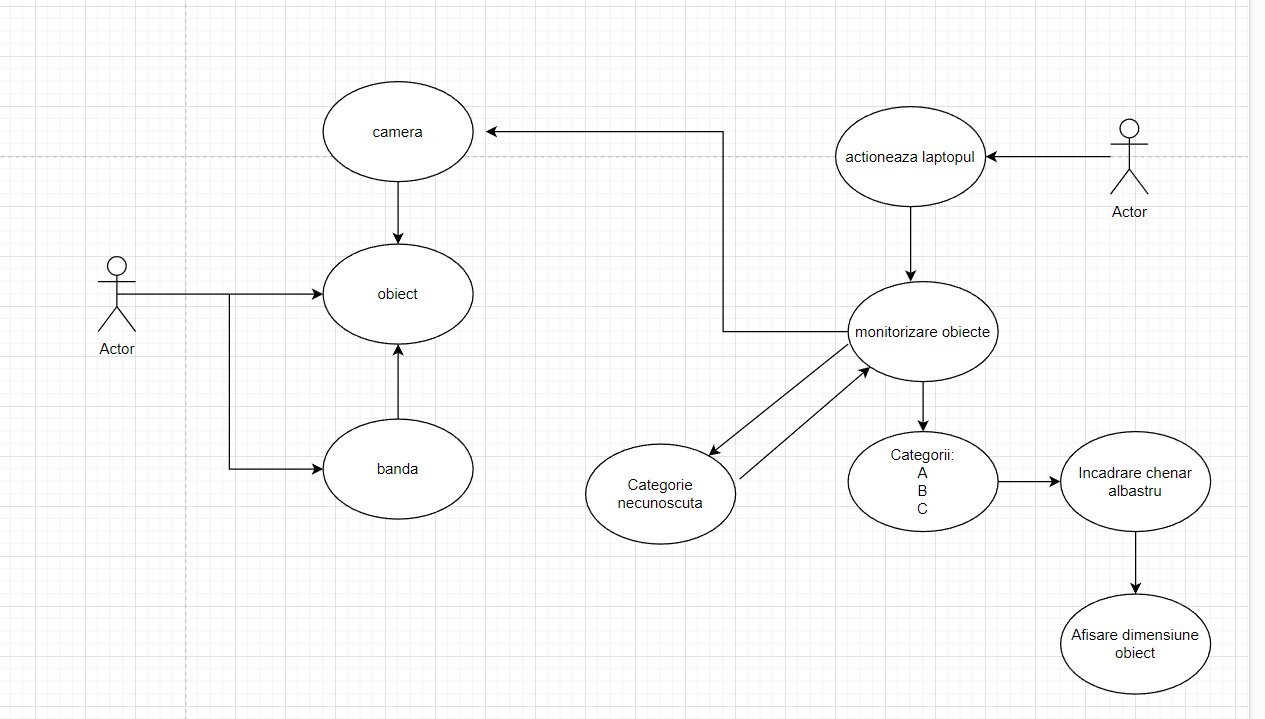 camera
actioneaza laptopul
Actor
obiect
Actor
monitorizare obiecte
banda
Categorie
necunoscuta
Categorii:
A
B
C
Incadrare chenar
albastru
Afisare dimensiune
obiect